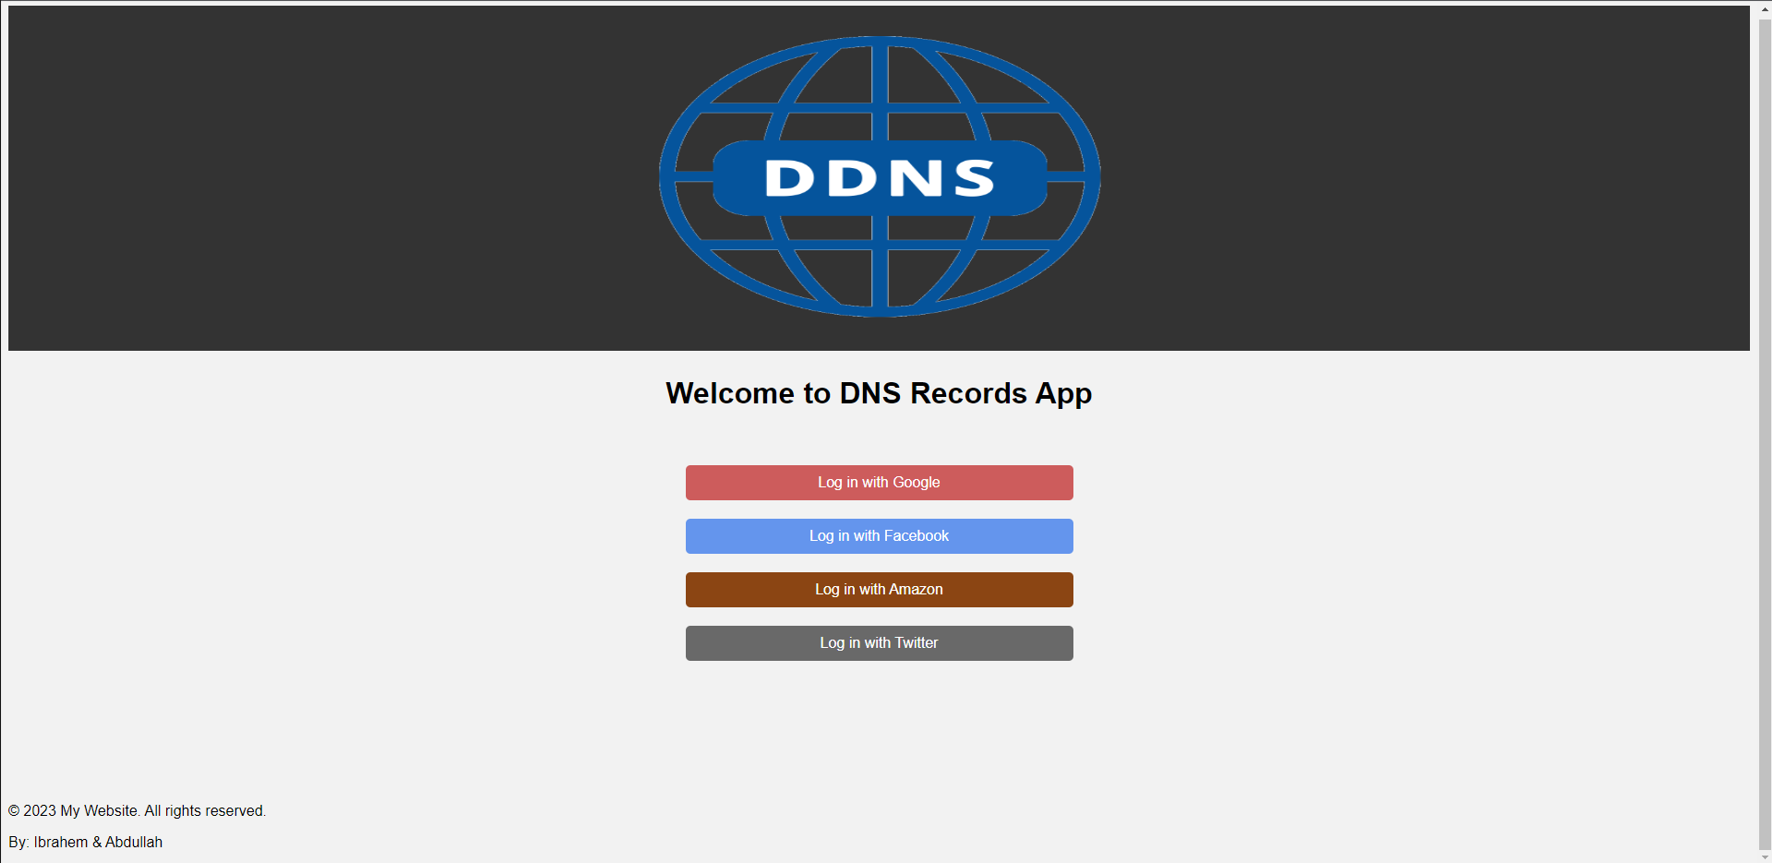 DDNS
Welcome to DNS Records App
Log in with Google
Log in with Facebook
Log in with Amazon
Log in with Twitter
© 2023 My Website. All rights reserved.
By: Ibrahem & Abdullah